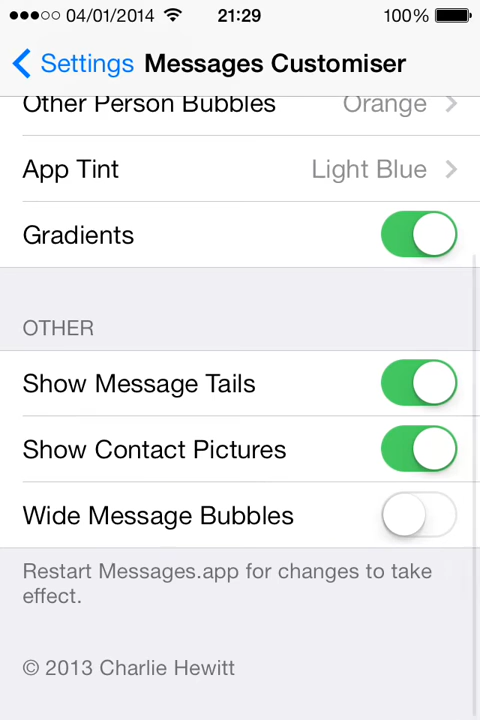 04/01/2014 21:29 100%
Settings Messages Customiser
Other Person Bubbles Orange
App Tint Light Blue
Gradients
OTHER
Show Message Tails
Show Contact Pictures
Wide Message Bubbles
Restart Messages.app for changes to take
effect.
© 2013 Charlie Hewitt